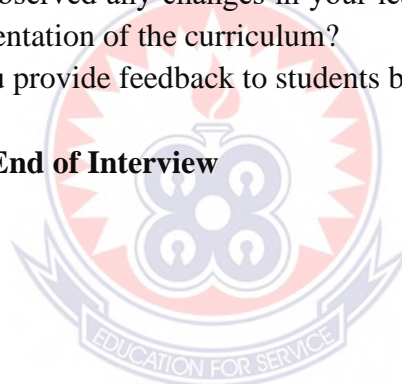 observed any changes in your
entation of the curriculum?
provide feedback to students
End of Interview
EDUCATION FOR SERVICE